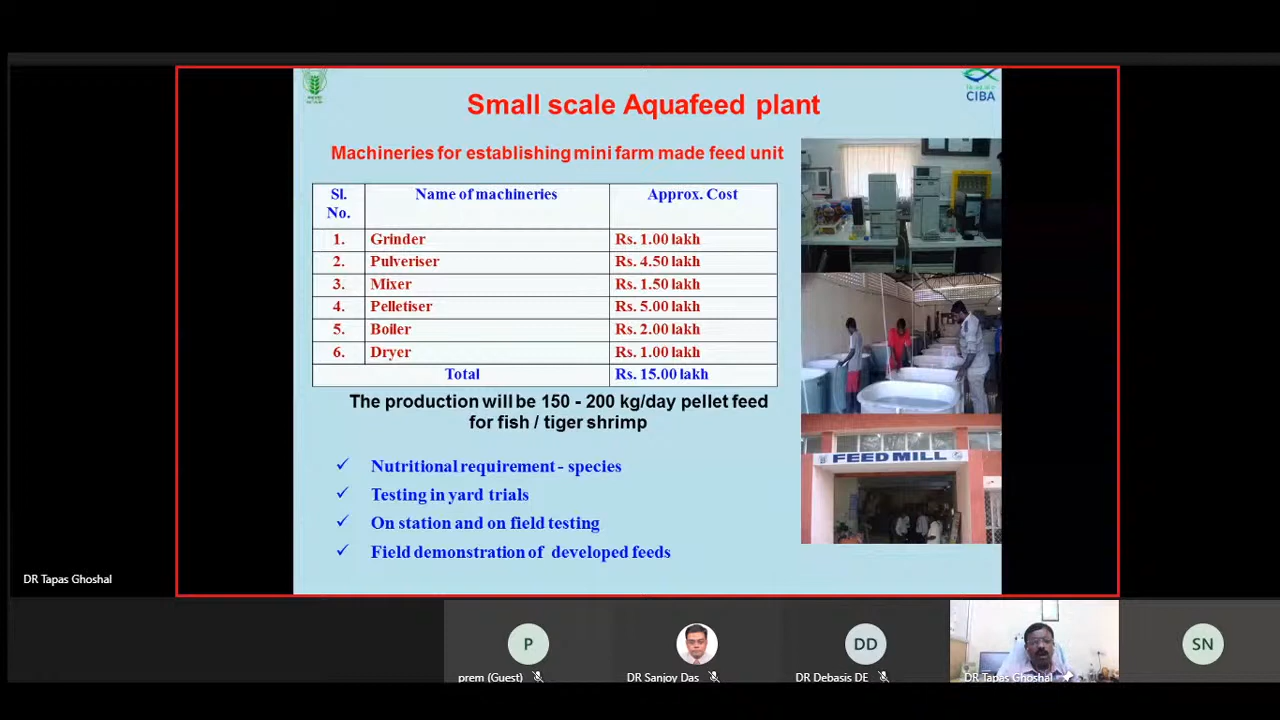 CIBA
Small scale Aquafeed plant
Machineries for establishing mini farm made feed unit
Sl. No. Name of machineries Approx. Cost
1. Grinder Rs. 1.00 lakh
2. Pulveriser Rs. 4.50 lakh
3. Mixer Rs. 1.50 lakh
4. Pelletiser Rs. 5.00 lakh
5. Boiler Rs. 2.00 lakh
6. Dryer Rs. 1.00 lakh
Total Rs. 15.00 lakh
The production will be 150 - 200 kg/day pellet feed
for fish / tiger shrimp
✓ Nutritional requirement - species
✓ Testing in yard trials
✓ On station and on field testing
✓ Field demonstration of developed feeds
FEED MILL
DR Tapas Ghoshal
P
prem (Guest)
DR Sanjoy Das
DD
DR Debasis DE
DR Tapas Ghoshal
SN